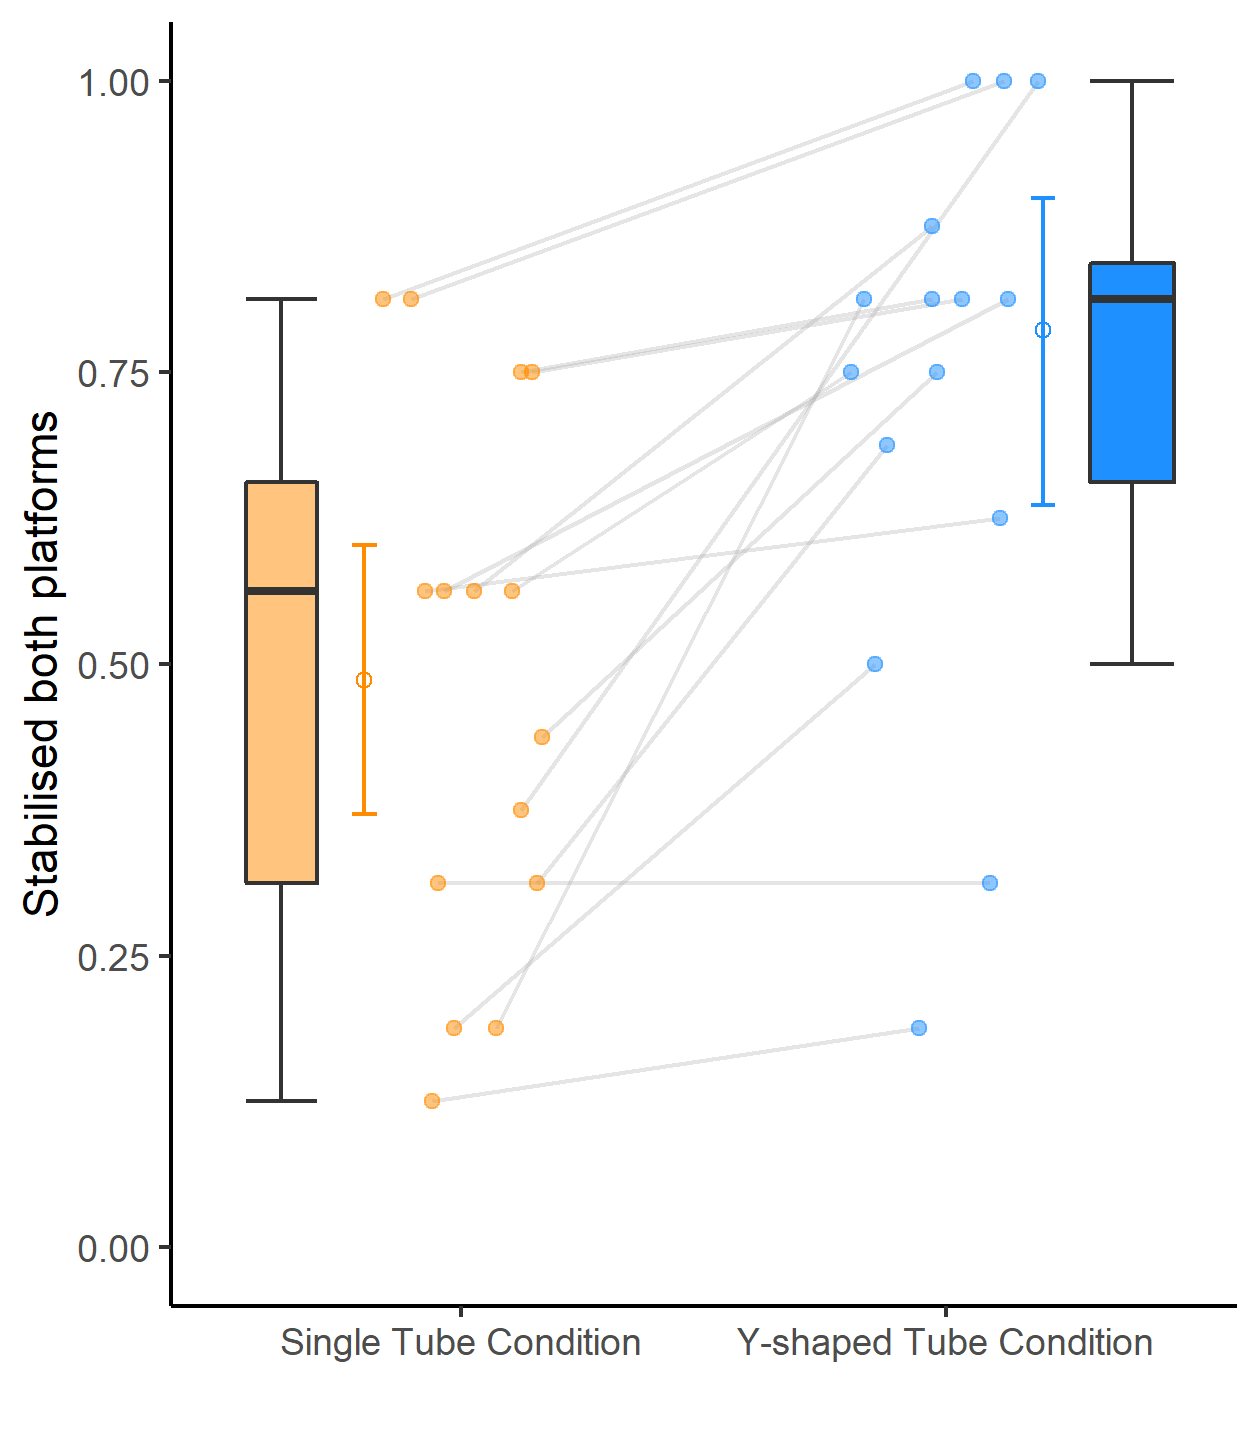 Stabilised both platforms
1.00
0.75
0.50
0.25
0.00
Single Tube Condition
Y-shaped Tube Condition